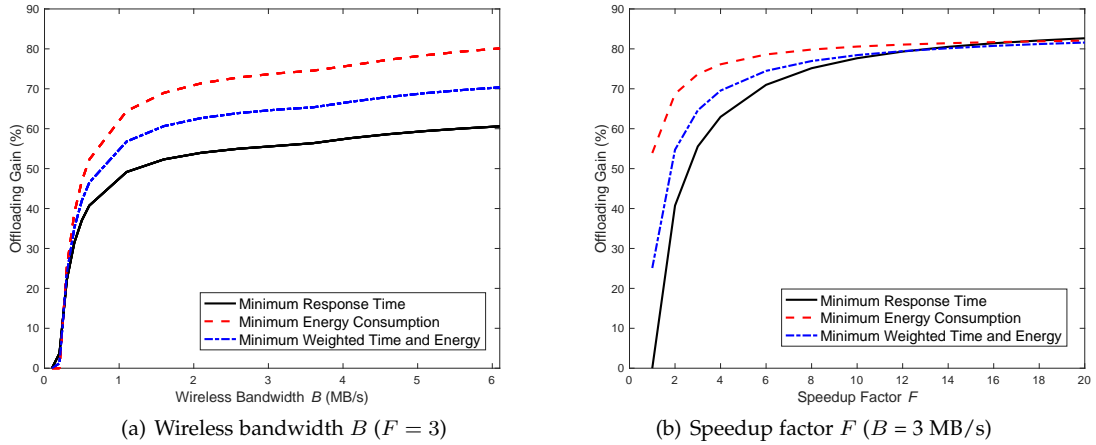 90
80
70
60
50
40
30
20
10
0
Offloading Gain (%)
Minimum Response Time
Minimum Energy Consumption
Minimum Weighted Time and Energy
0 1 2 3 4 5 6
Wireless Bandwidth B (MB/s)
(a) Wireless bandwidth B (F = 3)
90
80
70
60
50
40
30
20
10
0
Offloading Gain (%)
Minimum Response Time
Minimum Energy Consumption
Minimum Weighted Time and Energy
0 2 4 6 8 10 12 14 16 18 20
Speedup Factor F
(b) Speedup factor F (B = 3 MB/s)